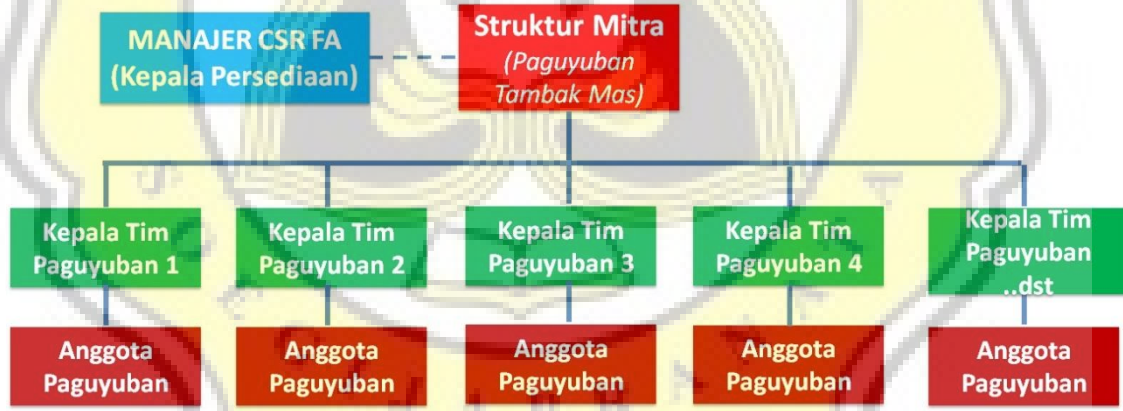 MANAJER CSR FA
(Kepala Persediaan)
Struktur Mitra
(Paguyuban
Tambak Mas)
Kepala Tim
Paguyuban 1
Kepala Tim
Paguyuban 2
Kepala Tim
Paguyuban 3
Kepala Tim
Paguyuban 4
Kepala Tim
Paguyuban
..dst
Anggota
Paguyuban
Anggota
Paguyuban
Anggota
Paguyuban
Anggota
Paguyuban
Anggota
Paguyuban